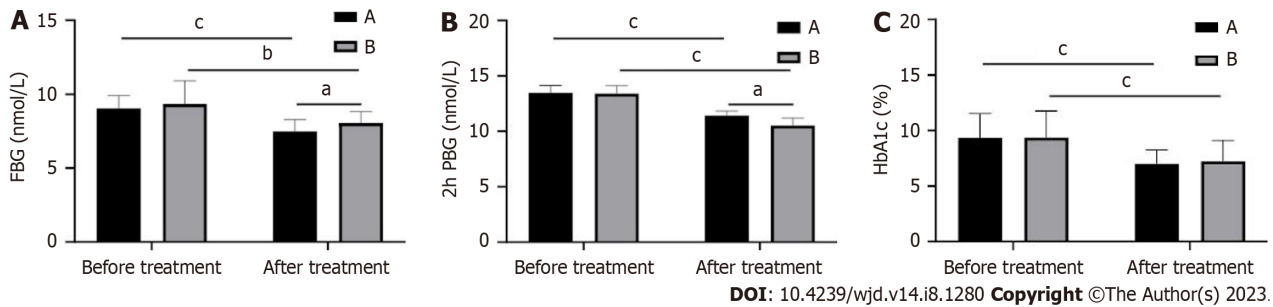 A
FBG (nmol/L)
15
10
5
0
c
b
a
A
B
Before treatment
After treatment
B
2h PBG (nmol/L)
20
15
10
5
0
c
c
a
A
B
Before treatment
After treatment
C
HbA1c (%)
20
15
10
5
0
c
c
A
B
Before treatment
After treatment
DOI: 10.4239/wjd.v14.i8.1280 Copyright ©The Author(s) 2023.